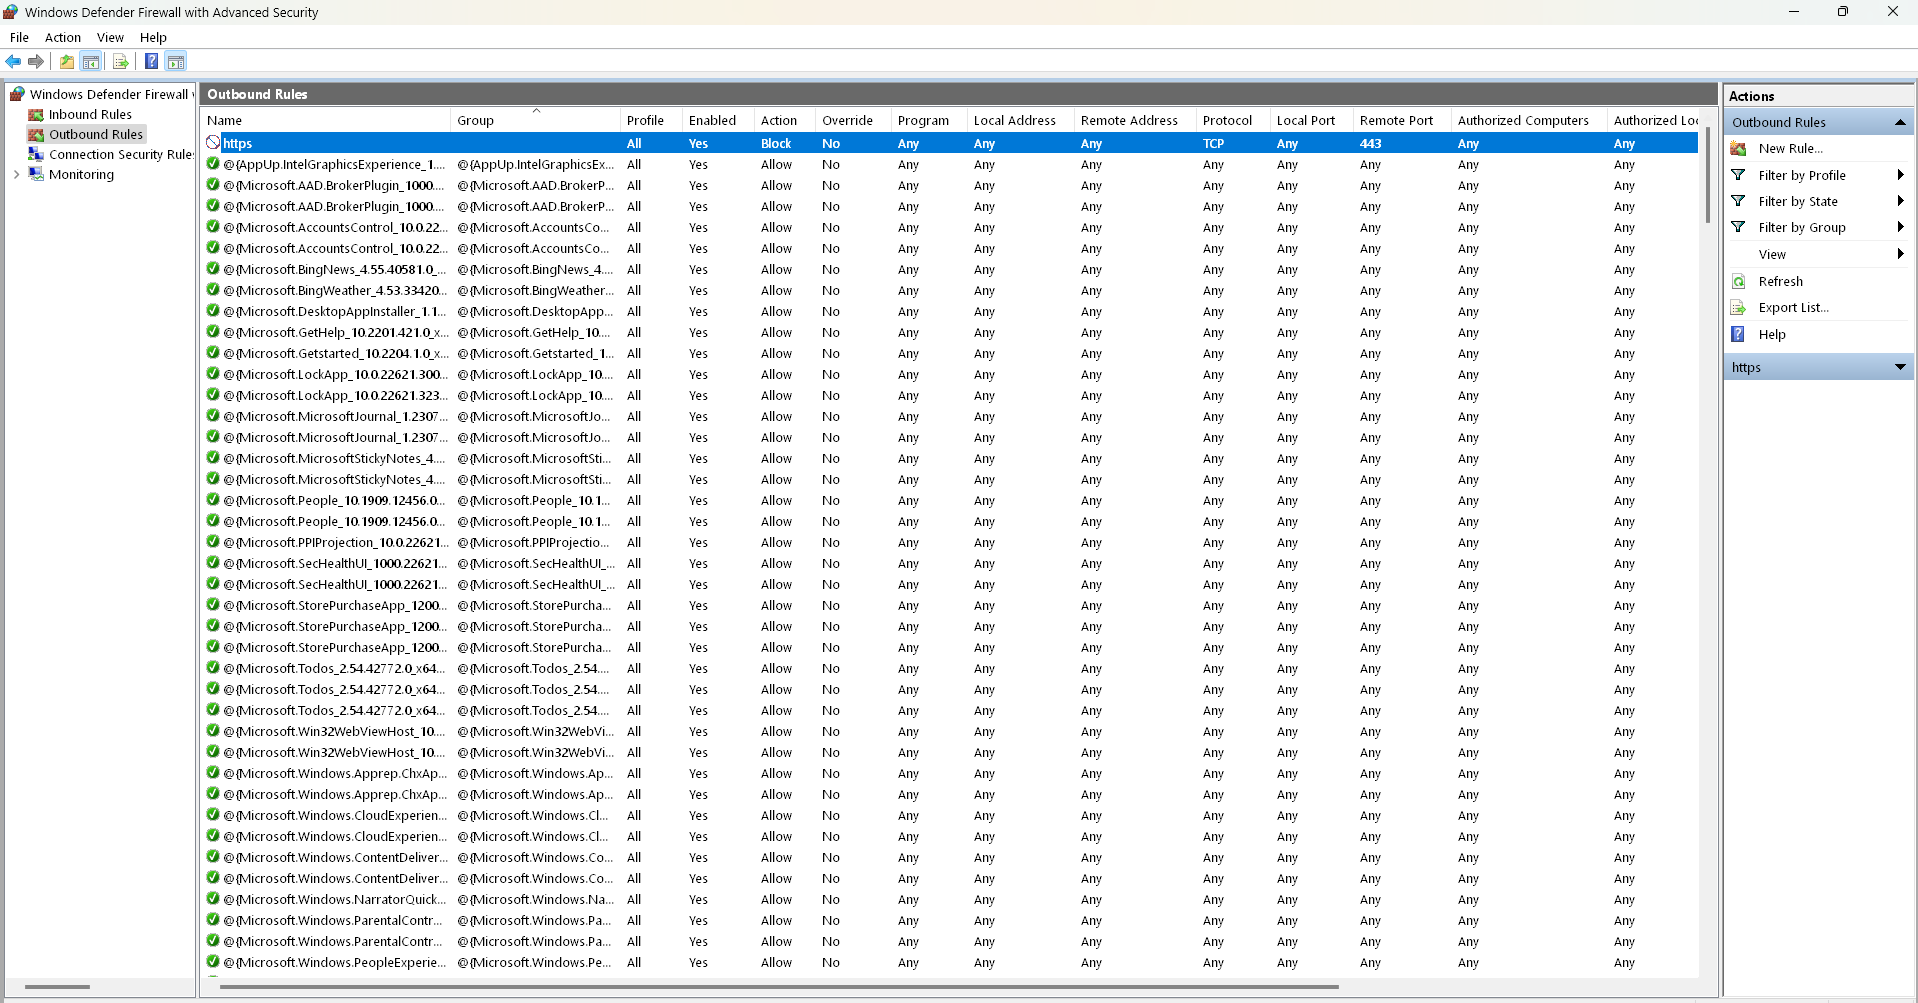 Windows Defender Firewall with Advanced Security
File Action View Help
Windows Defender Firewall
Inbound Rules
Outbound Rules
Connection Security Rules
Monitoring
Outbound Rules
Name Group Profile Enabled Action Override Program Local Address Remote Address Protocol Local Port Remote Port Authorized Computers Authorized Loc
https All Yes Block No Any Any Any TCP Any 443 Any Any
@{AppUp.IntelGraphicsExperience_1.... @{AppUp.IntelGraphicsEx... All Yes Allow No Any Any Any Any Any Any Any Any
@{Microsoft.AAD.BrokerPlugin_1000.... @{Microsoft.AAD.BrokerP... All Yes Allow No Any Any Any Any Any Any Any Any
@{Microsoft.AAD.BrokerPlugin_1000.... @{Microsoft.AAD.BrokerP... All Yes Allow No Any Any Any Any Any Any Any Any
@{Microsoft.AccountsControl_10.0.22... @{Microsoft.AccountsCo... All Yes Allow No Any Any Any Any Any Any Any Any
@{Microsoft.AccountsControl_10.0.22... @{Microsoft.AccountsCo... All Yes Allow No Any Any Any Any Any Any Any Any
@{Microsoft.BingNews_4.55.40581.0_... @{Microsoft.BingNews_4.... All Yes Allow No Any Any Any Any Any Any Any Any
@{Microsoft.BingWeather_4.53.33420... @{Microsoft.BingWeather... All Yes Allow No Any Any Any Any Any Any Any Any
@{Microsoft.DesktopAppInstaller_1.1... @{Microsoft.DesktopApp... All Yes Allow No Any Any Any Any Any Any Any Any
@{Microsoft.GetHelp_10.2201.421.0_x... @{Microsoft.GetHelp_10.... All Yes Allow No Any Any Any Any Any Any Any Any
@{Microsoft.Getstarted_10.2204.1.0_x... @{Microsoft.Getstarted_1... All Yes Allow No Any Any Any Any Any Any Any Any
@{Microsoft.LockApp_10.0.22621.300... @{Microsoft.LockApp_10.... All Yes Allow No Any Any Any Any Any Any Any Any
@{Microsoft.LockApp_10.0.22621.323... @{Microsoft.LockApp_10.... All Yes Allow No Any Any Any Any Any Any Any Any
@{Microsoft.MicrosoftJournal_1.2307... @{Microsoft.MicrosoftJo... All Yes Allow No Any Any Any Any Any Any Any Any
@{Microsoft.MicrosoftJournal_1.2307... @{Microsoft.MicrosoftJo... All Yes Allow No Any Any Any Any Any Any Any Any
@{Microsoft.MicrosoftStickyNotes_4.... @{Microsoft.MicrosoftSti... All Yes Allow No Any Any Any Any Any Any Any Any
@{Microsoft.MicrosoftStickyNotes_4.... @{Microsoft.MicrosoftSti... All Yes Allow No Any Any Any Any Any Any Any Any
@{Microsoft.People_10.1909.12456.0... @{Microsoft.People_10.1... All Yes Allow No Any Any Any Any Any Any Any Any
@{Microsoft.People_10.1909.12456.0... @{Microsoft.People_10.1... All Yes Allow No Any Any Any Any Any Any Any Any
@{Microsoft.PPIProjection_10.0.22621... @{Microsoft.PPIProjectio... All Yes Allow No Any Any Any Any Any Any Any Any
@{Microsoft.SecHealthUI_1000.22621... @{Microsoft.SecHealthUI_... All Yes Allow No Any Any Any Any Any Any Any Any
@{Microsoft.SecHealthUI_1000.22621... @{Microsoft.SecHealthUI_... All Yes Allow No Any Any Any Any Any Any Any Any
@{Microsoft.StorePurchaseApp_1200... @{Microsoft.StorePurcha... All Yes Allow No Any Any Any Any Any Any Any Any
@{Microsoft.StorePurchaseApp_1200... @{Microsoft.StorePurcha... All Yes Allow No Any Any Any Any Any Any Any Any
@{Microsoft.StorePurchaseApp_1200... @{Microsoft.StorePurcha... All Yes Allow No Any Any Any Any Any Any Any Any
@{Microsoft.Todos_2.54.42772.0_x64... @{Microsoft.Todos_2.54.... All Yes Allow No Any Any Any Any Any Any Any Any
@{Microsoft.Todos_2.54.42772.0_x64... @{Microsoft.Todos_2.54.... All Yes Allow No Any Any Any Any Any Any Any Any
@{Microsoft.Todos_2.54.42772.0_x64... @{Microsoft.Todos_2.54.... All Yes Allow No Any Any Any Any Any Any Any Any
@{Microsoft.Win32WebViewHost_10.... @{Microsoft.Win32WebVi... All Yes Allow No Any Any Any Any Any Any Any Any
@{Microsoft.Win32WebViewHost_10.... @{Microsoft.Win32WebVi... All Yes Allow No Any Any Any Any Any Any Any Any
@{Microsoft.Windows.Apprep.ChxAp... @{Microsoft.Windows.Ap... All Yes Allow No Any Any Any Any Any Any Any Any
@{Microsoft.Windows.Apprep.ChxAp... @{Microsoft.Windows.Ap... All Yes Allow No Any Any Any Any Any Any Any Any
@{Microsoft.Windows.CloudExperien... @{Microsoft.Windows.Cl... All Yes Allow No Any Any Any Any Any Any Any Any
@{Microsoft.Windows.CloudExperien... @{Microsoft.Windows.Cl... All Yes Allow No Any Any Any Any Any Any Any Any
@{Microsoft.Windows.ContentDeliver... @{Microsoft.Windows.Co... All Yes Allow No Any Any Any Any Any Any Any Any
@{Microsoft.Windows.ContentDeliver... @{Microsoft.Windows.Co... All Yes Allow No Any Any Any Any Any Any Any Any
@{Microsoft.Windows.NarratorQuick... @{Microsoft.Windows.Na... All Yes Allow No Any Any Any Any Any Any Any Any
@{Microsoft.Windows.ParentalContr... @{Microsoft.Windows.Pa... All Yes Allow No Any Any Any Any Any Any Any Any
@{Microsoft.Windows.ParentalContr... @{Microsoft.Windows.Pa... All Yes Allow No Any Any Any Any Any Any Any Any
@{Microsoft.Windows.PeopleExperie... @{Microsoft.Windows.Pe... All Yes Allow No Any Any Any Any Any Any Any Any
Actions
Outbound Rules
New Rule...
Filter by Profile
Filter by State
Filter by Group
View
Refresh
Export List...
Help
https